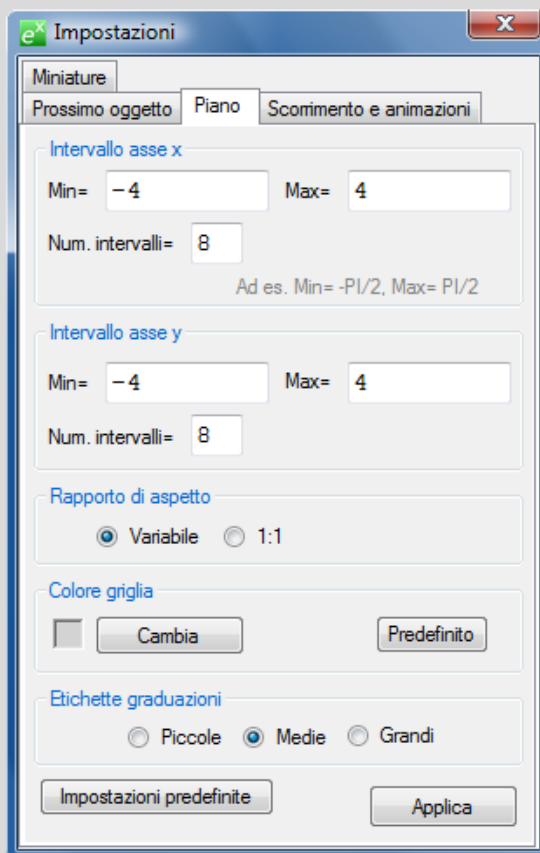 eˣ Impostazioni
Miniature
Prossimo oggetto Piano Scorrimento e animazioni
Intervallo asse x
Min= -4 Max= 4
Num. intervalli= 8
Ad es. Min= -PI/2, Max= PI/2
Intervallo asse y
Min= -4 Max= 4
Num. intervalli= 8
Rapporto di aspetto
Variabile 1:1
Colore griglia
Cambia Predefinito
Etichette graduazioni
Piccole Medie Grandi
Impostazioni predefinite Applica